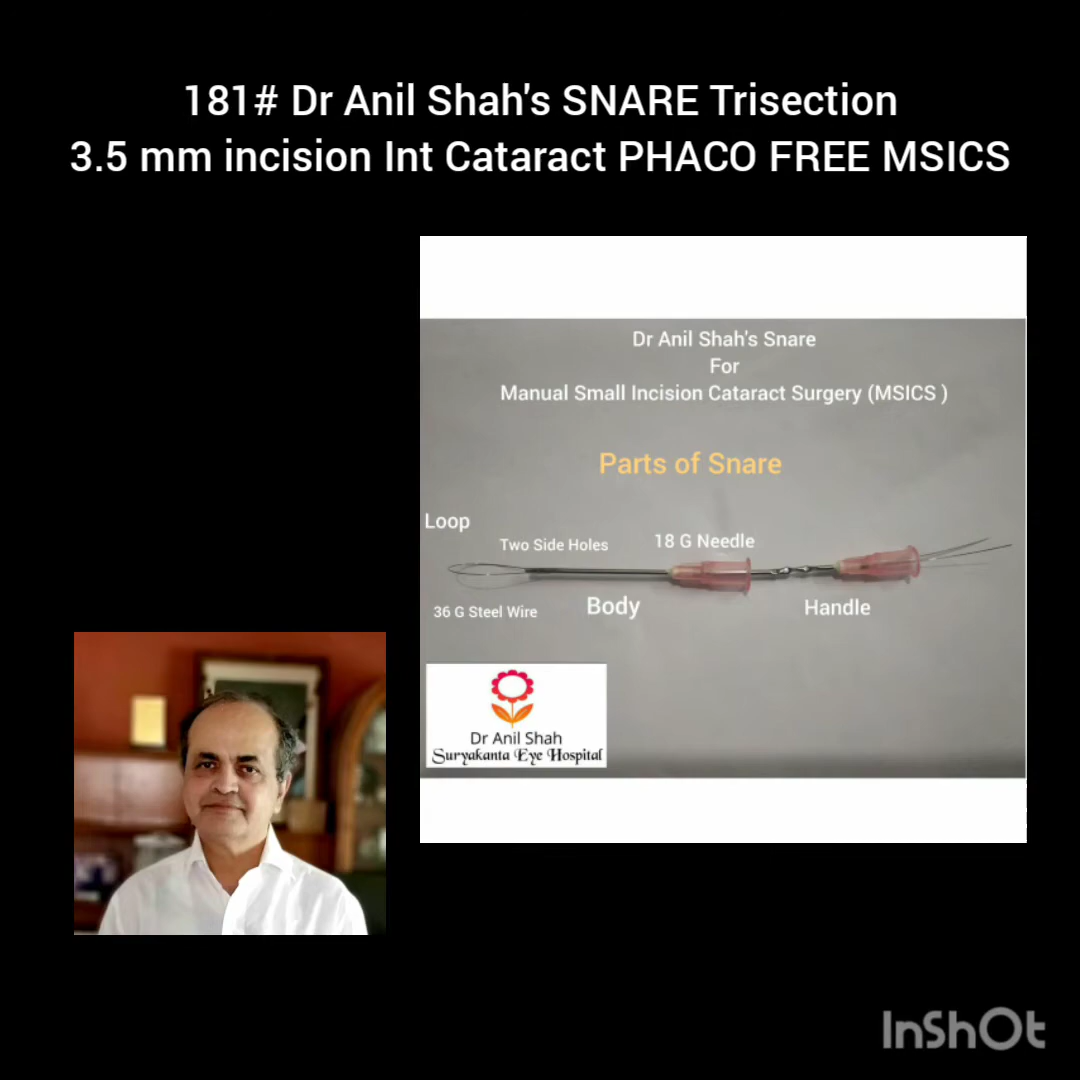 181# Dr Anil Shah's SNARE Trisection
3.5 mm incision Int Cataract PHACO FREE MSICS
Dr Anil Shah's Snare
For
Manual Small Incision Cataract Surgery (MSICS )
Parts of Snare
Loop
Two Side Holes
18 G Needle
36 G Steel Wire
Body
Handle
Dr Anil Shah
Suryakanta Eye Hospital
InShOt